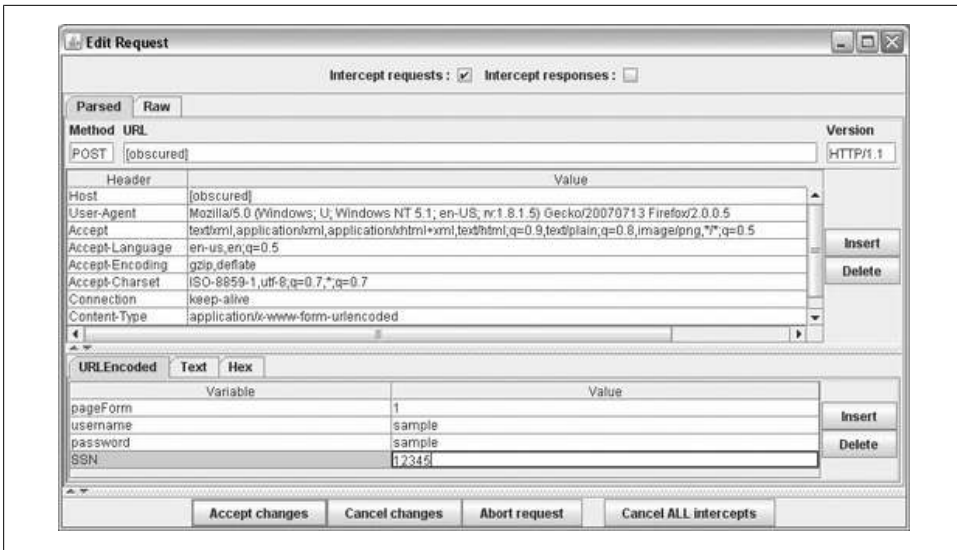 Edit Request
Intercept requests : Intercept responses :
Parsed Raw
Method URL Version
POST [obscured] HTTP/1.1
Header Value
Host [obscured]
User-Agent Mozilla/5.0 (Windows; U; Windows NT 5.1; en-US; rv:1.8.1.5) Gecko/20070713 Firefox/2.0.0.5
Accept text/xml,application/xml,application/xhtml+xml,text/html;q=0.9,text/plain;q=0.8,image/png,*/*;q=0.5
Accept-Language en-us,en;q=0.5
Accept-Encoding gzip,deflate
Accept-Charset ISO-8859-1,utf-8;q=0.7,*;q=0.7
Connection keep-alive
Content-Type application/x-www-form-urlencoded
Insert
Delete
URLEncoded Text Hex
Variable Value
pageForm 1
username sample
password sample
SSN 12345
Insert
Delete
Accept changes Cancel changes Abort request Cancel ALL intercepts